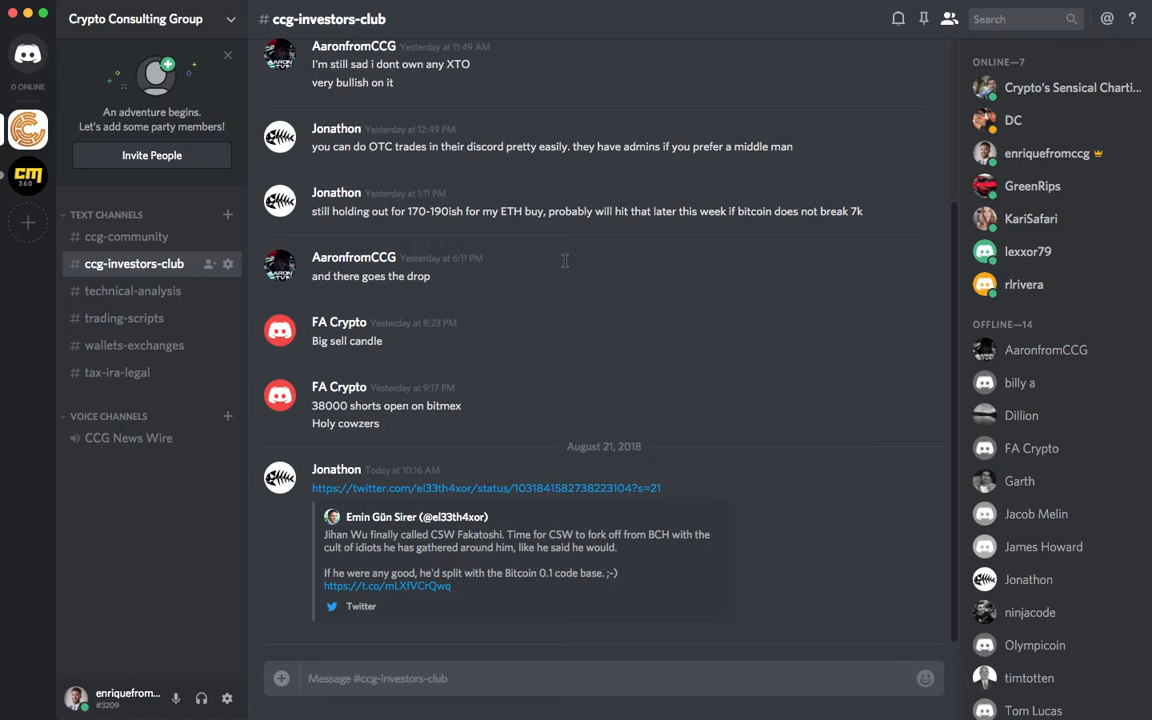 Crypto Consulting Group
# ccg-investors-club
Search
@
?
0 ONLINE
cm
360
An adventure begins.
Let's add some party members!
Invite People
TEXT CHANNELS
# ccg-community
# ccg-investors-club
# technical-analysis
# trading-scripts
# wallets-exchanges
# tax-ira-legal
VOICE CHANNELS
CCG News Wire
enriquefrom...
#3209
AaronfromCCG Yesterday at 11:49 AM
I'm still sad i dont own any XTO
very bullish on it
Jonathon Yesterday at 12:49 PM
you can do OTC trades in their discord pretty easily. they have admins if you prefer a middle man
Jonathon Yesterday at 1:11 PM
still holding out for 170-190ish for my ETH buy, probably will hit that later this week if bitcoin does not break 7k
AaronfromCCG Yesterday at 6:11 PM
and there goes the drop
FA Crypto Yesterday at 8:23 PM
Big sell candle
FA Crypto Yesterday at 9:17 PM
38000 shorts open on bitmex
Holy cowzers
August 21, 2018
Jonathon Today at 10:16 AM
https://twitter.com/el33th4xor/status/1031841582738223104?s=21
Emin Gün Sirer (@el33th4xor)
Jihan Wu finally called CSW Fakatoshi. Time for CSW to fork off from BCH with the
cult of idiots he has gathered around him, like he said he would.
If he were any good, he'd split with the Bitcoin 0.1 code base. ;-)
https://t.co/mLXfVCrQwq
Twitter
Message #ccg-investors-club
ONLINE—7
Crypto's Sensical Charti...
DC
enriquefromccg
GreenRips
KariSafari
lexxor79
rlrivera
OFFLINE—14
AaronfromCCG
billy a
Dillion
FA Crypto
Garth
Jacob Melin
James Howard
Jonathon
ninjacode
Olympicoin
timtotten
Tom Lucas